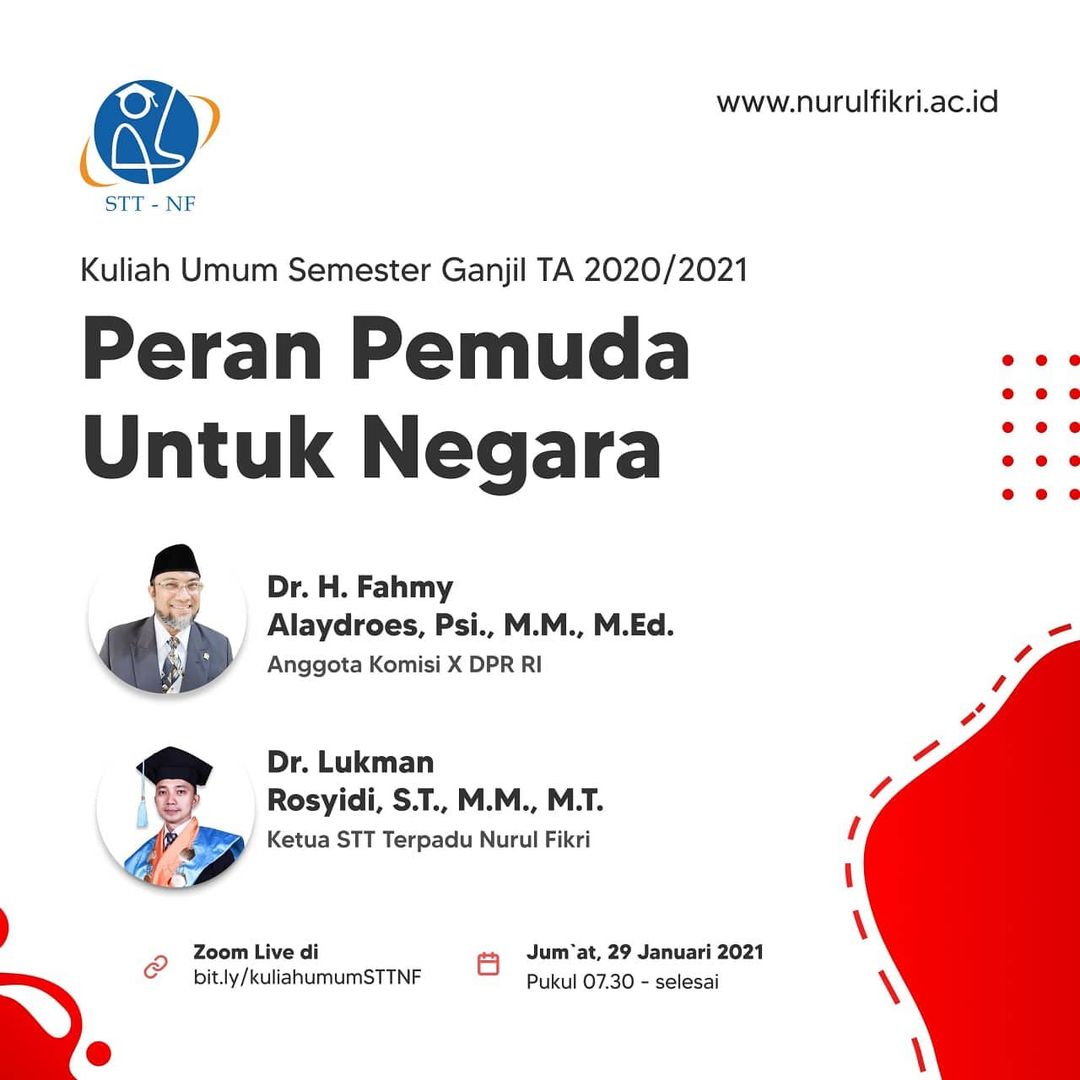 www.nurulfikri.ac.id
STT - NF
Kuliah Umum Semester Ganjil TA 2020/2021
Peran Pemuda
Untuk Negara
Dr. H. Fahmy
Alaydroes, Psi., M.M., M.Ed.
Anggota Komisi X DPR RI
Dr. Lukman
Rosyidi, S.T., M.M., M.T.
Ketua STT Terpadu Nurul Fikri
Zoom Live di
bit.ly/kuliahumumSTTNF
Jum`at, 29 Januari 2021
Pukul 07.30 - selesai